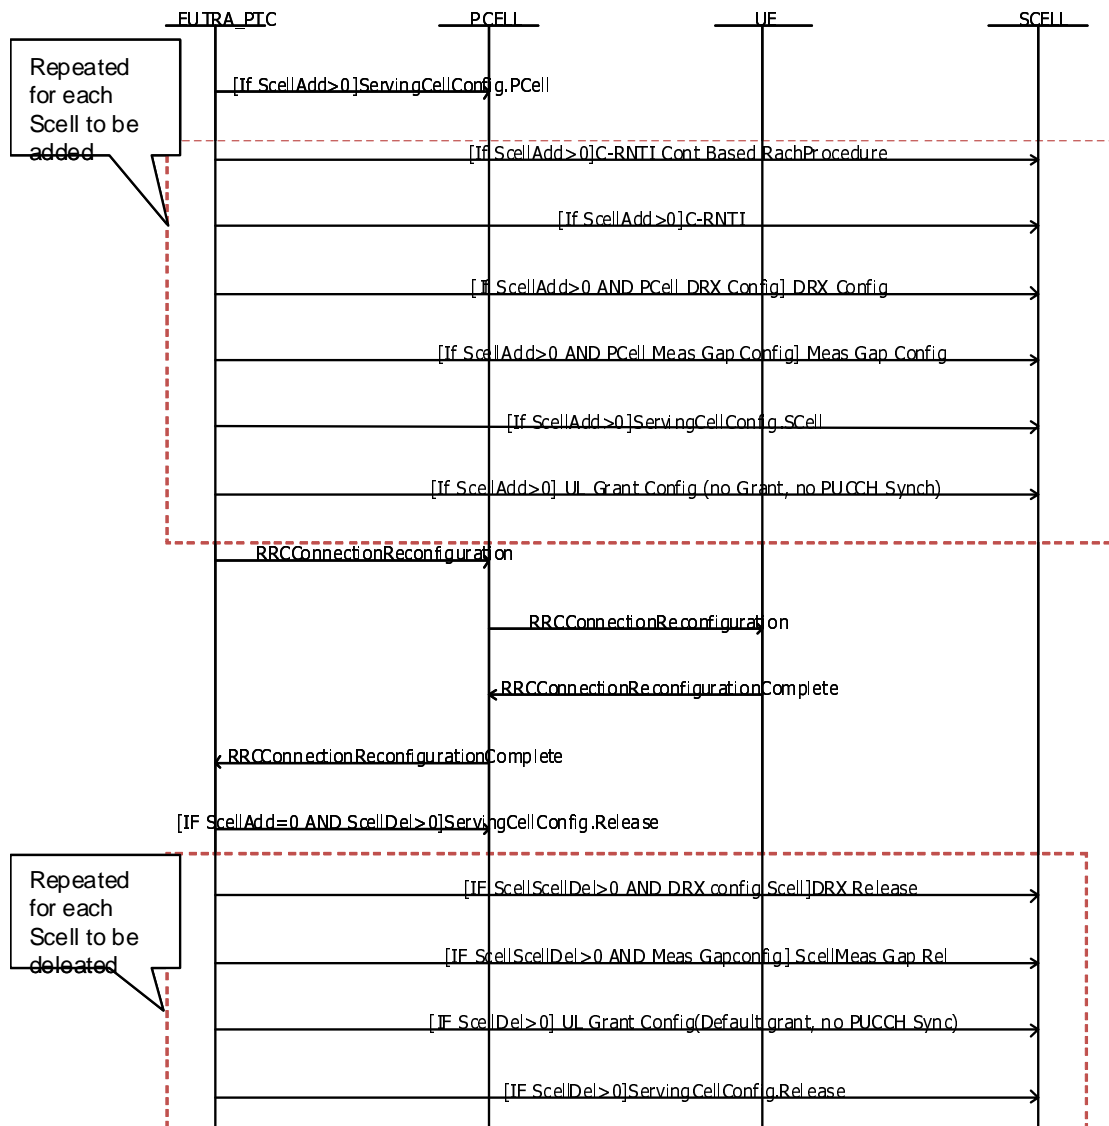 EUTRA_PTC PCELL UE SCELL
Repeated
for each
Scell to be
added
[If ScellAdd>0]ServingCellConfig.PCell
[If ScellAdd>0]C-RNTI Cont Based RachProcedure
[If ScellAdd>0]C-RNTI
[If ScellAdd>0 AND PCell DRX Config] DRX Config
[If ScellAdd>0 AND PCell Meas Gap Config] Meas Gap Config
[If ScellAdd>0]ServingCellConfig.SCell
[If ScellAdd>0] UL Grant Config (no Grant, no PUCCH Synch)
RRCConnectionReconfiguration
RRCConnectionReconfiguration
RRCConnectionReconfigurationComplete
RRCConnectionReconfigurationComplete
[IF ScellAdd=0 AND ScellDel>0]ServingCellConfig.Release
Repeated
for each
Scell to be
deleated
[IF ScellScellDel>0 AND DRX config Scell]DRX Release
[IF ScellScellDel>0 AND Meas Gapconfig] ScellMeas Gap Rel
[IF ScellDel>0] UL Grant Config(Default grant, no PUCCH Sync)
[IF ScellDel>0]ServingCellConfig.Release